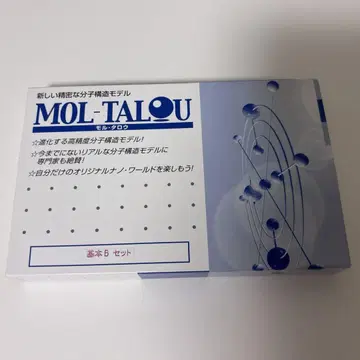 新しい精密な分子構造モデル
MOL-TALOU
モル・タロウ
☆進化する高精度分子構造モデル!
☆今までにないリアルな分子構造モデルに
専門家も絶賛!
☆自分だけのオリジナルナノ・ワールドを楽しもう!
基本B セット